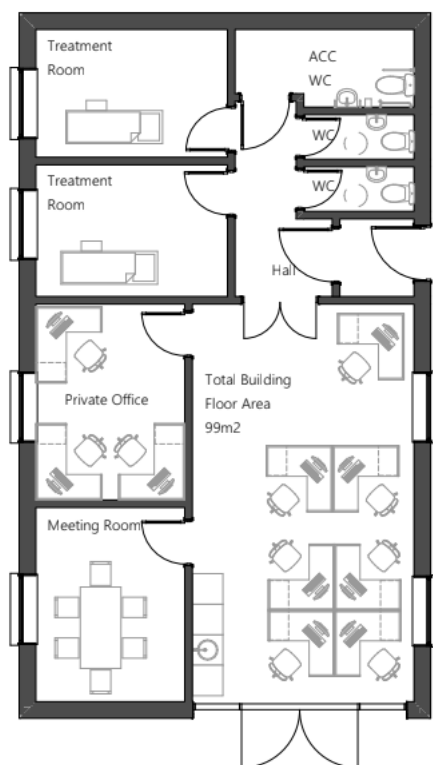 Treatment
Room
ACC
WC
WC
Treatment
Room
WC
Hall
Private Office
Total Building
Floor Area
99m2
Meeting Room